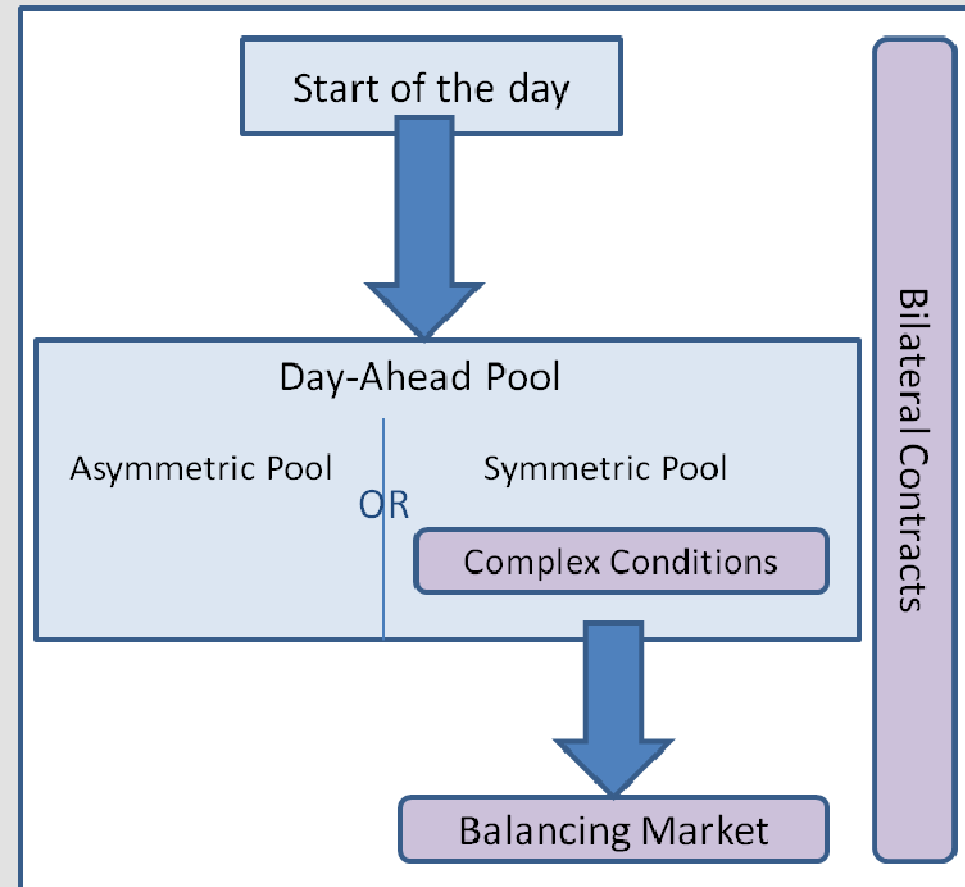 Start of the day
Day-Ahead Pool
Asymmetric Pool
OR
Symmetric Pool
Complex Conditions
Balancing Market
Bilateral Contracts